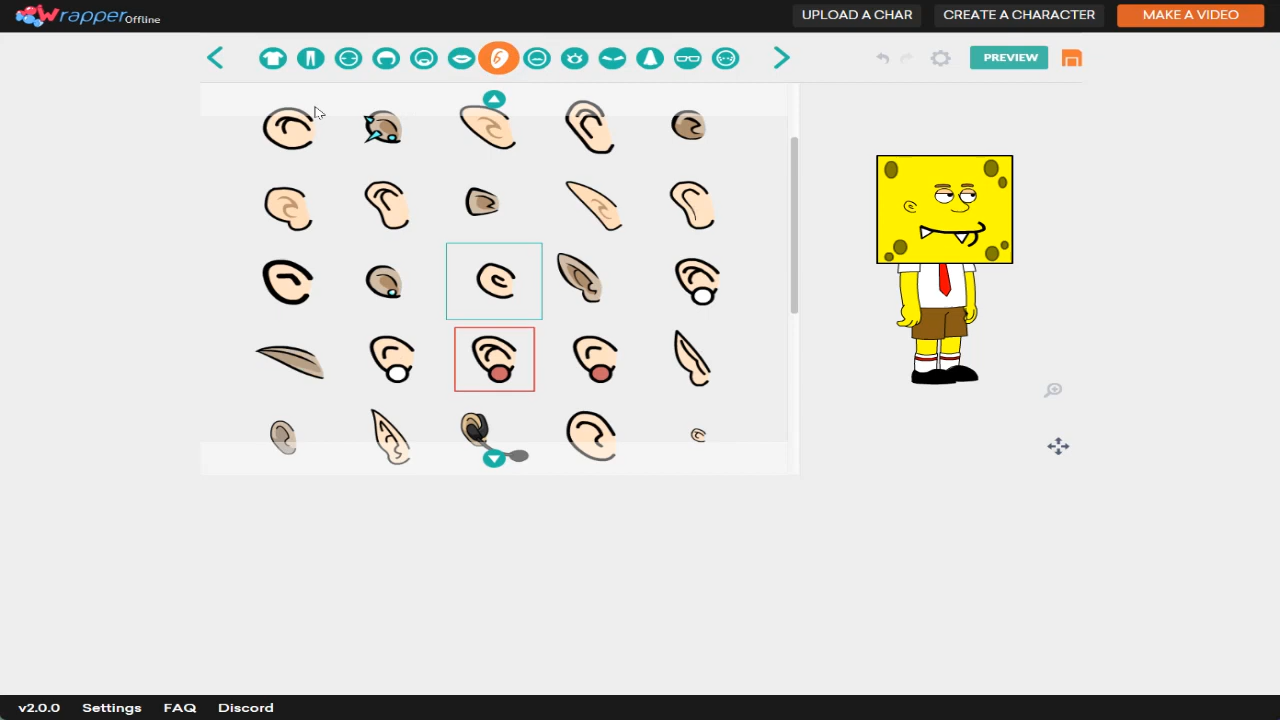 Wrapper Offline
UPLOAD A CHAR
CREATE A CHARACTER
MAKE A VIDEO
PREVIEW
v2.0.0
Settings
FAQ
Discord